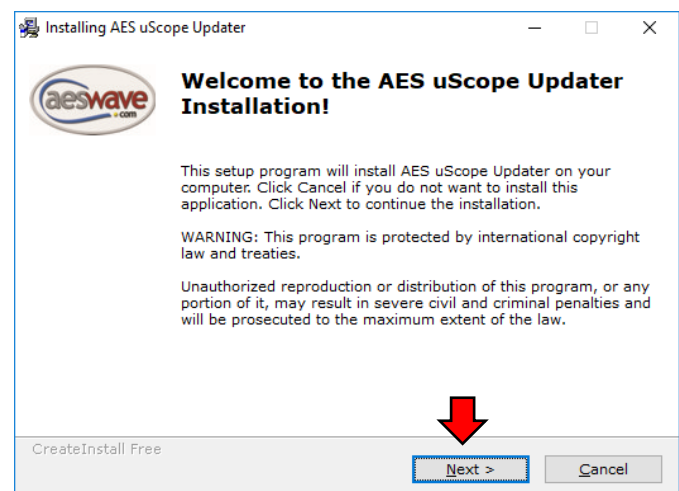 Installing AES uScope Updater
aeswave
.com
Welcome to the AES uScope Updater
Installation!
This setup program will install AES uScope Updater on your
computer. Click Cancel if you do not want to install this
application. Click Next to continue the installation.
WARNING: This program is protected by international copyright
law and treaties.
Unauthorized reproduction or distribution of this program, or any
portion of it, may result in severe civil and criminal penalties and
will be prosecuted to the maximum extent of the law.
CreateInstall Free
Next >
Cancel